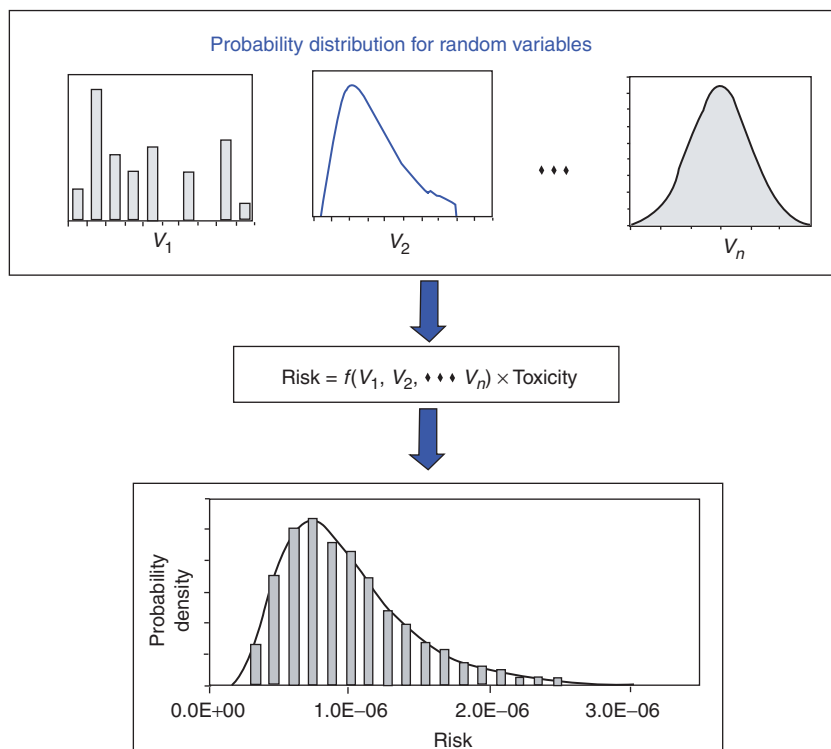 Probability distribution for random variables
V1
V2
Vn
Risk = f(V1, V2, ♦♦♦ Vn) × Toxicity
Probability
density
0.0E+00 1.0E−06 2.0E−06 3.0E−06
Risk